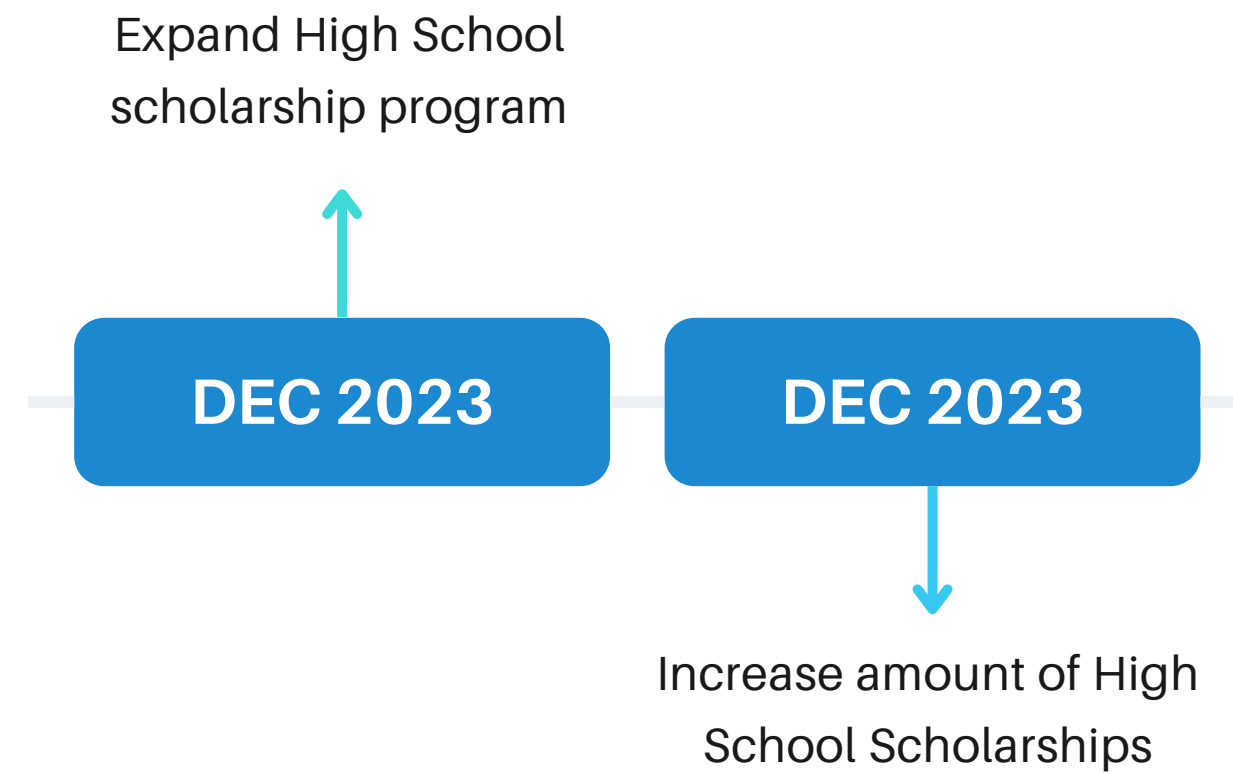 Expand High School
scholarship program
DEC 2023
DEC 2023
Increase amount of High
School Scholarships